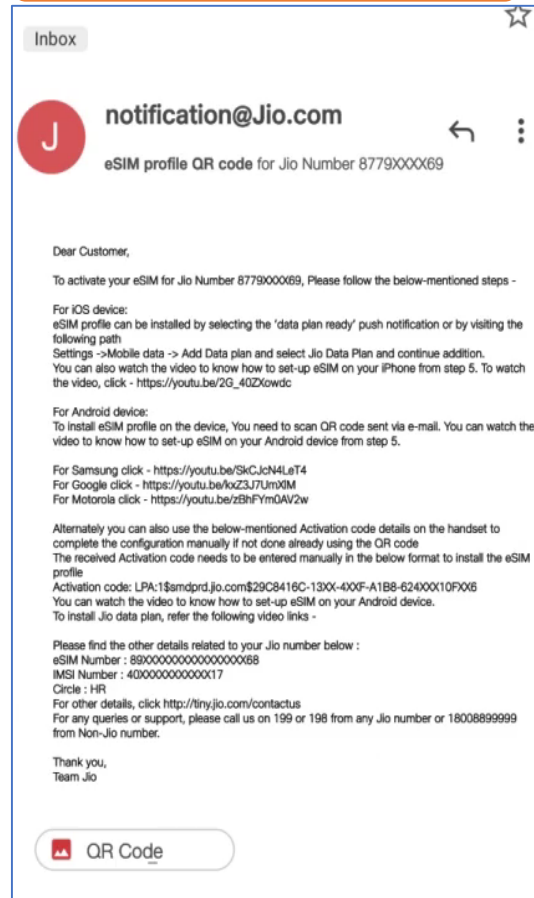 Inbox
J
notification@Jio.com
eSIM profile QR code for Jio Number 8779XXXX69
Dear Customer,
To activate your eSIM for Jio Number 8779XXXX69, Please follow the below-mentioned steps -
For iOS device:
eSIM profile can be installed by selecting the 'data plan ready' push notification or by visiting the
following path
Settings ->Mobile data -> Add Data plan and select Jio Data Plan and continue addition.
You can also watch the video to know how to set-up eSIM on your iPhone from step 5. To watch
the video, click - https://youtu.be/2G_40ZXowdc
For Android device:
To install eSIM profile on the device, You need to scan QR code sent via e-mail. You can watch the
video to know how to set-up eSIM on your Android device from step 5.
For Samsung click - https://youtu.be/SkCJcN4LeT4
For Google click - https://youtu.be/kxZ3J7UmXlM
For Motorola click - https://youtu.be/zBhFYm0AV2w
Alternately you can also use the below-mentioned Activation code details on the handset to
complete the configuration manually if not done already using the QR code
The received Activation code needs to be entered manually in the below format to install the eSIM
profile
Activation code: LPA:1$smdprd.jio.com$29C8416C-13XX-4XXF-A1B8-624XXX10FXX6
You can watch the video to know how to set-up eSIM on your Android device.
To install Jio data plan, refer the following video links -
Please find the other details related to your Jio number below :
eSIM Number : 89XXXXXXXXXXXXXXXX68
IMSI Number : 40XXXXXXXXXXX17
Circle : HR
For other details, click http://tiny.jio.com/contactus
For any queries or support, please call us on 199 or 198 from any Jio number or 18008899999
from Non-Jio number.
Thank you,
Team Jio
QR Code